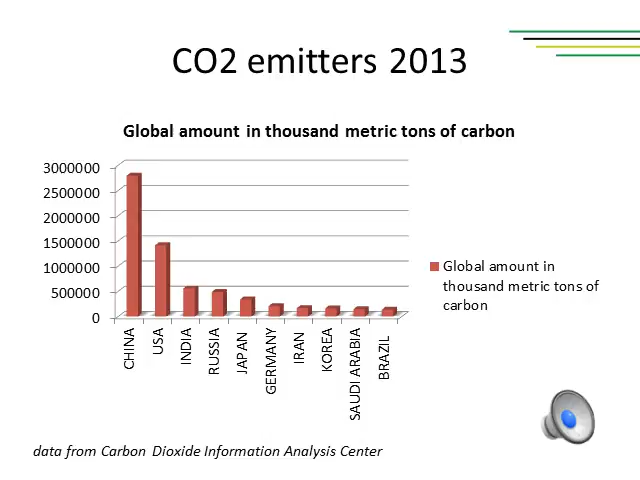 CO2 emitters 2013
Global amount in thousand metric tons of carbon
3000000
2500000
2000000
1500000
1000000
500000
0
CHINA
USA
INDIA
RUSSIA
JAPAN
GERMANY
IRAN
KOREA
SAUDI ARABIA
BRAZIL
Global amount in
thousand metric tons of
carbon
data from Carbon Dioxide Information Analysis Center